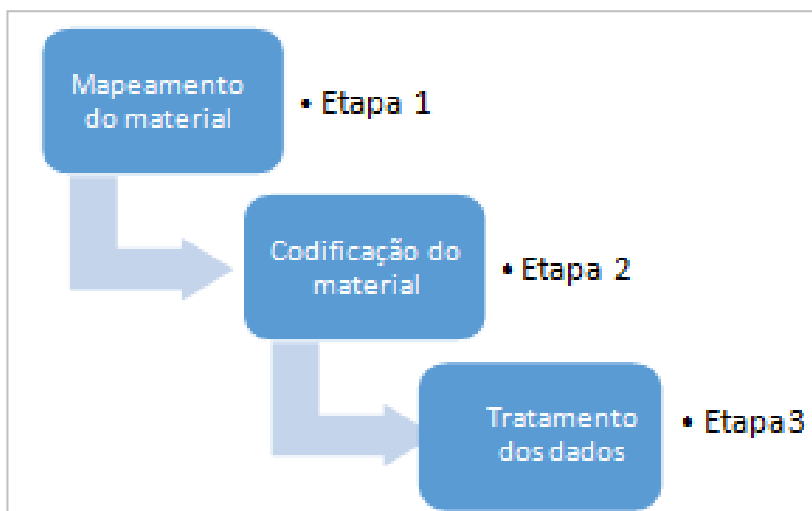 Mapeamento
do material
• Etapa 1
Codificação do
material
• Etapa 2
Tratamento
dos dados
• Etapa3